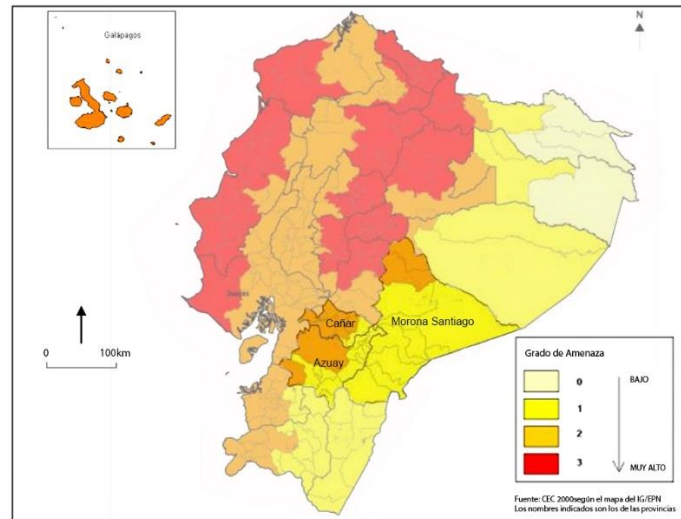 Galápagos
N
0
100km
Cañar
Morona Santiago
Azuay
Grado de Amenaza
0 BAJO
1
2
3 MUY ALTO
Fuente: CEC 2000según el mapa del IG/EPN
Los nombres indicados son los de las provincias